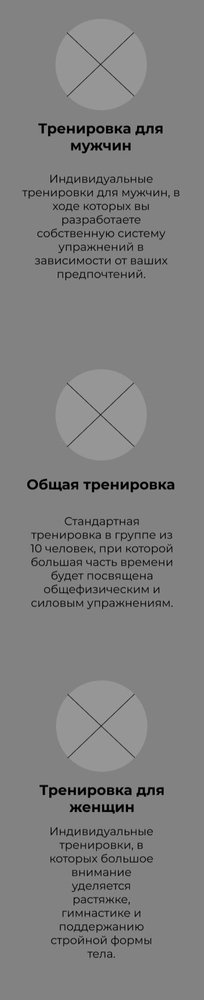 Тренировка для
мужчин
Индивидуальные
тренировки для мужчин, в
ходе которых вы
разработаете
собственную систему
упражнений в
зависимости от ваших
предпочтений.
Общая тренировка
Стандартная
тренировка в группе из
10 человек, при которой
большая часть времени
будет посвящена
общефизическим и
силовым упражнениям.
Тренировка для
женщин
Индивидуальные
тренировки, в
которых большое
внимание
уделяется
растяжке,
гимнастике и
поддержанию
стройной формы
тела.